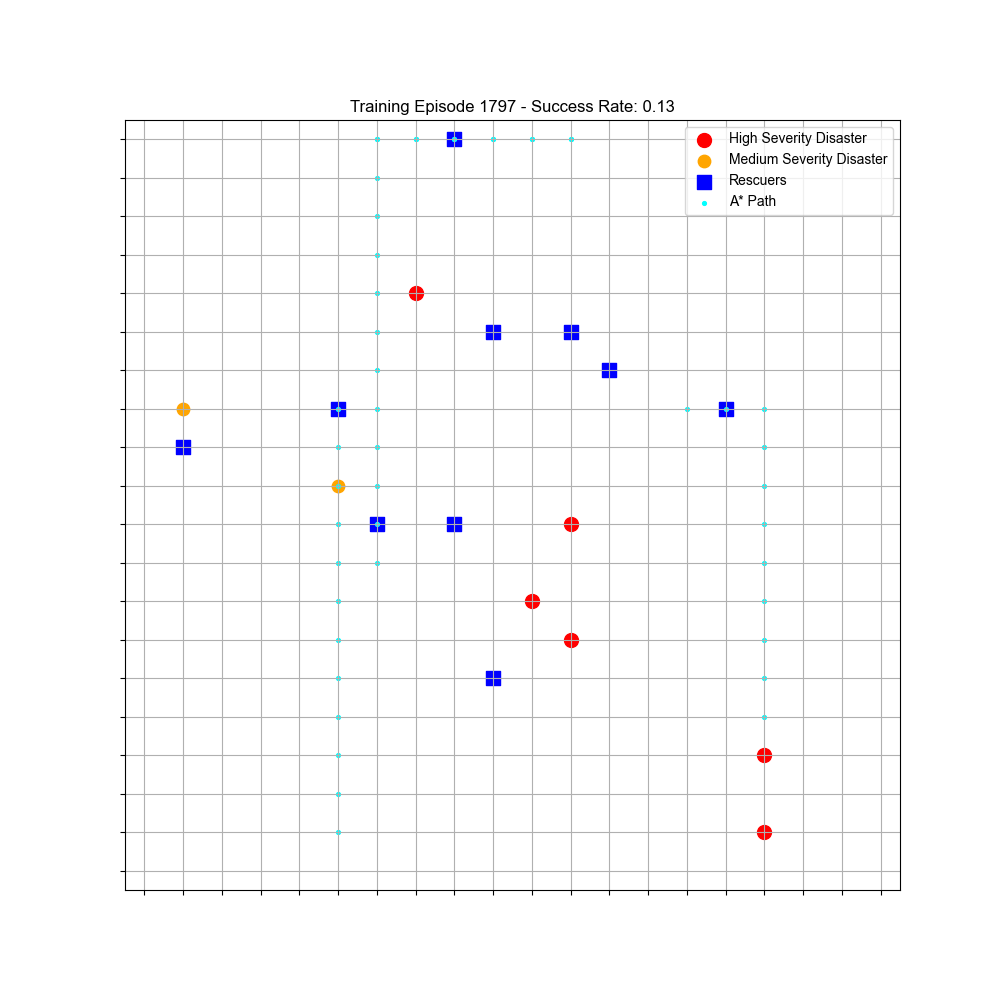 Training Episode 1797 - Success Rate: 0.13
High Severity Disaster
Medium Severity Disaster
Rescuers
A* Path